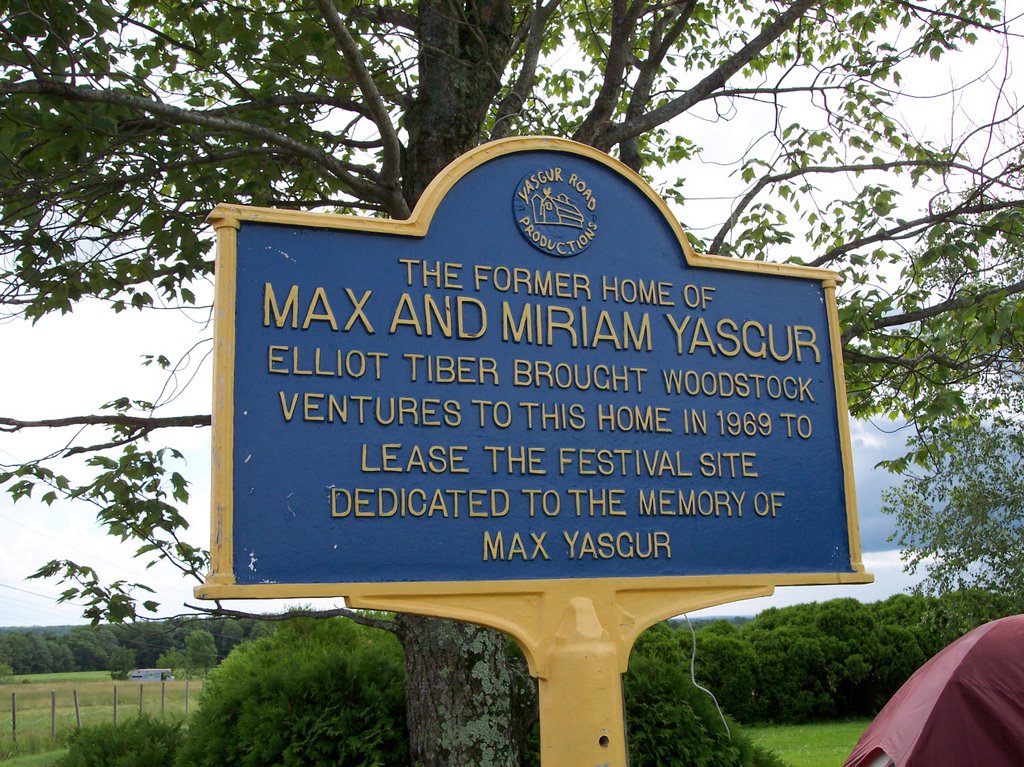 YASGUR ROAD
PRODUCTIONS
THE FORMER HOME OF
MAX AND MIRIAM YASGUR
ELLIOT TIBER BROUGHT WOODSTOCK
VENTURES TO THIS HOME IN 1969 TO
LEASE THE FESTIVAL SITE
DEDICATED TO THE MEMORY OF
MAX YASGUR